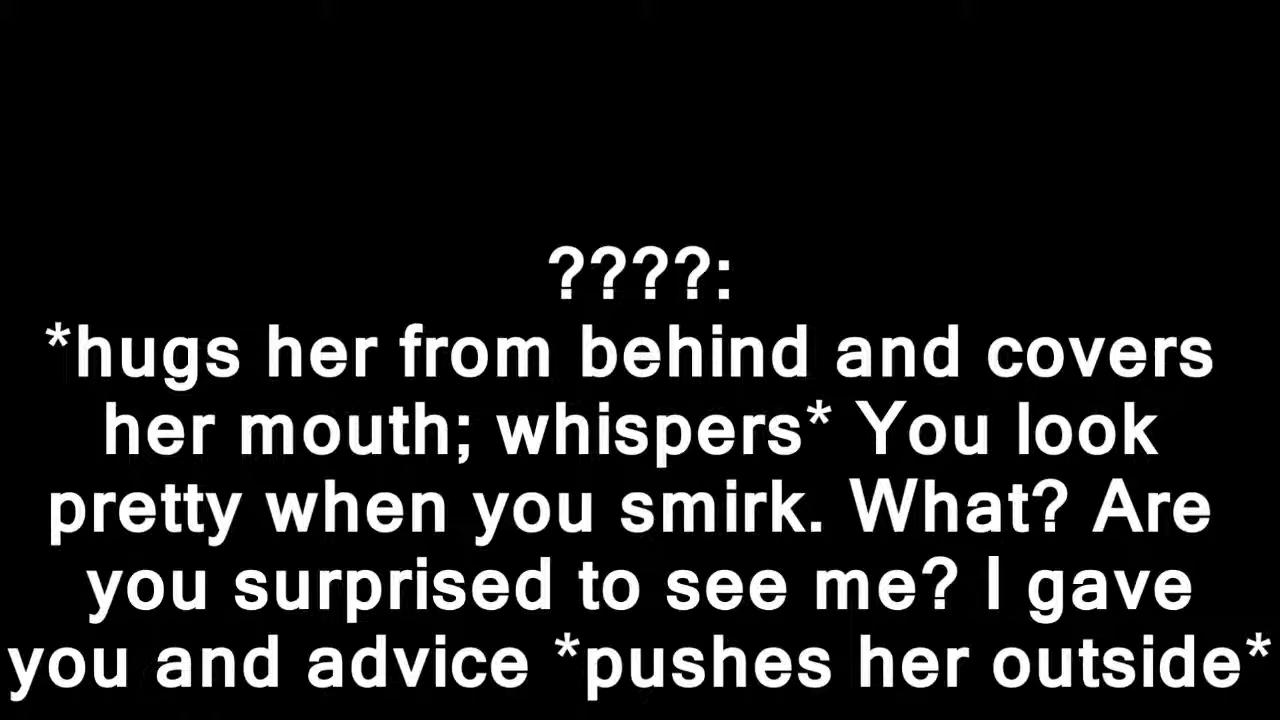 ????:
*hugs her from behind and covers
her mouth; whispers* You look
pretty when you smirk. What? Are
you surprised to see me? I gave
you and advice *pushes her outside*